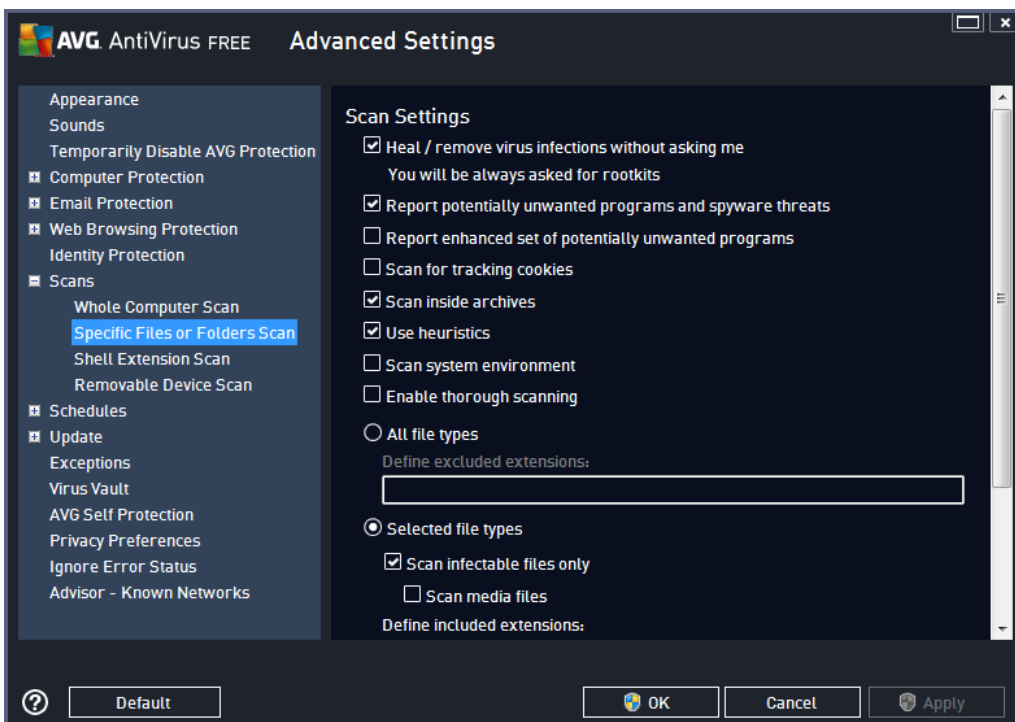 AVG. AntiVirus FREE Advanced Settings
Appearance
Sounds
Temporarily Disable AVG Protection
Computer Protection
Email Protection
Web Browsing Protection
Identity Protection
Scans
Whole Computer Scan
Specific Files or Folders Scan
Shell Extension Scan
Removable Device Scan
Schedules
Update
Exceptions
Virus Vault
AVG Self Protection
Privacy Preferences
Ignore Error Status
Advisor - Known Networks
Scan Settings
Heal / remove virus infections without asking me
You will be always asked for rootkits
Report potentially unwanted programs and spyware threats
Report enhanced set of potentially unwanted programs
Scan for tracking cookies
Scan inside archives
Use heuristics
Scan system environment
Enable thorough scanning
All file types
Define excluded extensions:
Selected file types
Scan infectable files only
Scan media files
Define included extensions:
? Default OK Cancel Apply